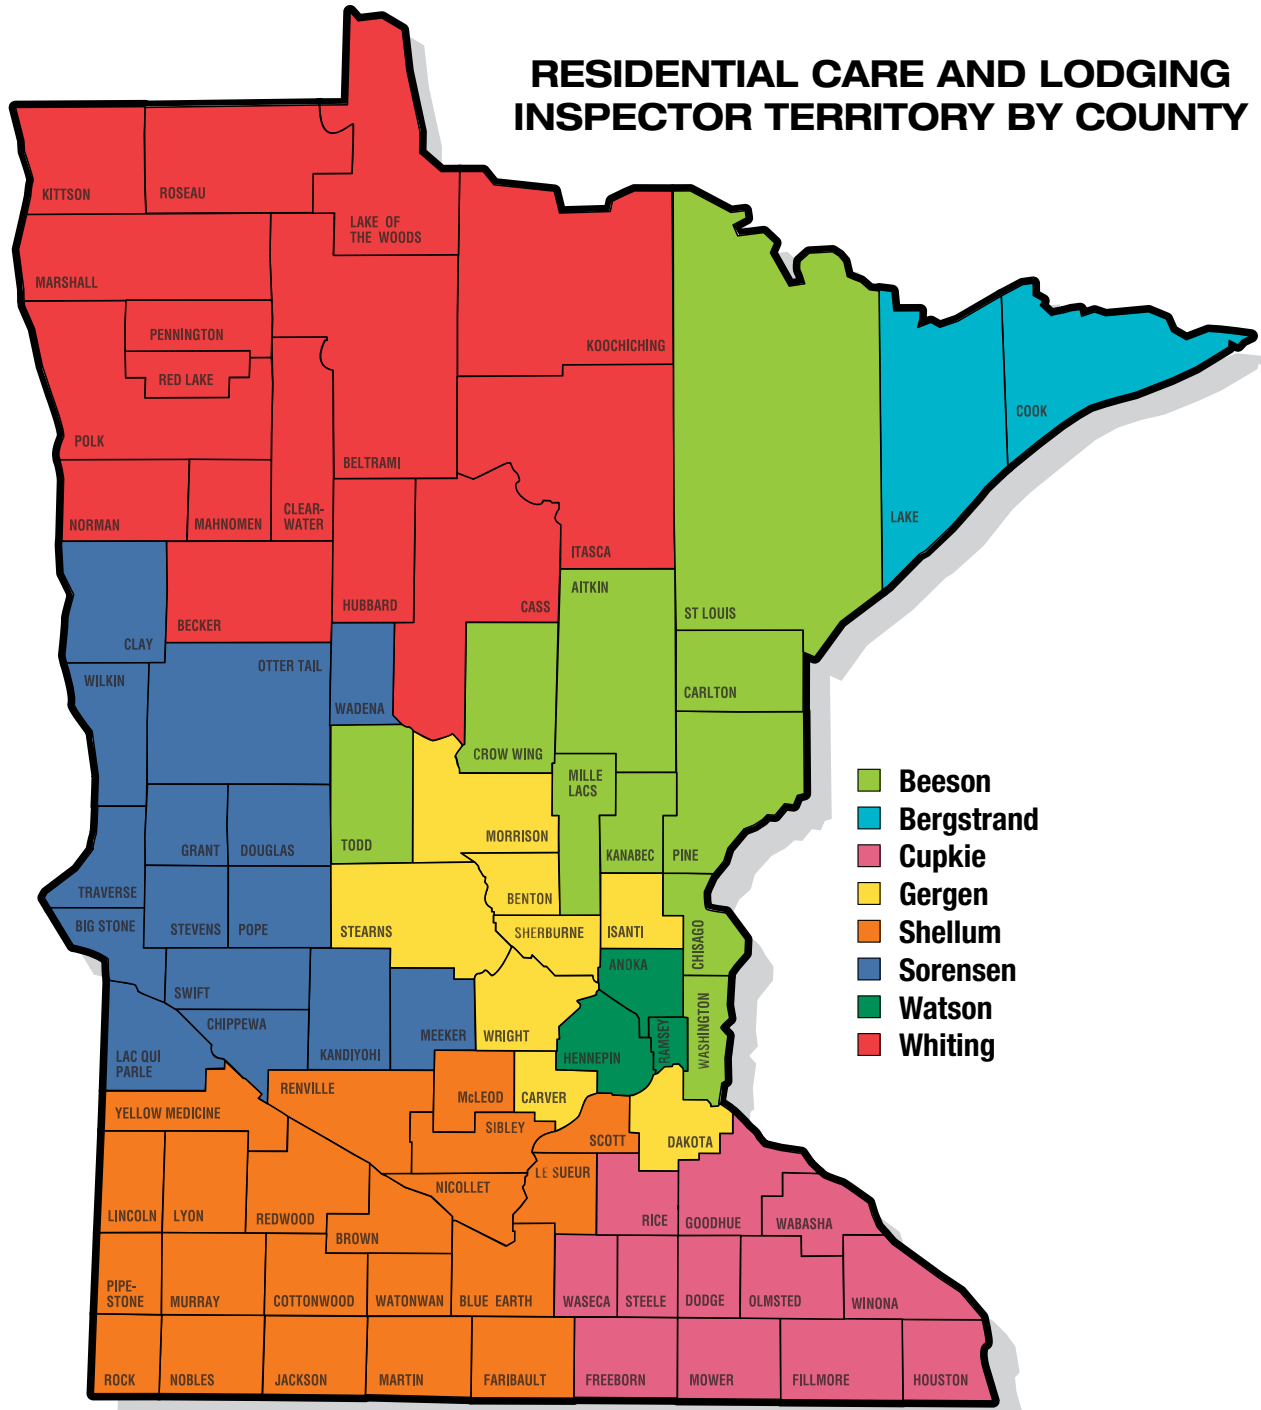 RESIDENTIAL CARE AND LODGING
INSPECTOR TERRITORY BY COUNTY
KITTSON
ROSEAU
LAKE OF
THE WOODS
MARSHALL
PENNINGTON
KOOCHICHING
RED LAKE
POLK
BELTRAMI
COOK
NORMAN
MAHNOMEN
CLEAR-
WATER
LAKE
ITASCA
AITKIN
HUBBARD
CASS
ST LOUIS
BECKER
CLAY
OTTER TAIL
WILKIN
WADENA
CARLTON
CROW WING
MILLE
LACS
MORRISON
TODD
GRANT
DOUGLAS
KANABEC
PINE
TRAVERSE
BENTON
BIG STONE
STEVENS
POPE
STEARNS
SHERBURNE
ISANTI
CHISAGO
ANOKA
SWIFT
CHIPPEWA
KANDIYOHI
MEEKER
WRIGHT
HENNEPIN
RAMSEY
WASHINGTON
LAC QUI
PARLE
RENVILLE
McLEOD
CARVER
YELLOW MEDICINE
SIBLEY
SCOTT
DAKOTA
LE SUEUR
NICOLLET
LINCOLN
LYON
REDWOOD
BROWN
RICE
GOODHUE
WABASHA
PIPE-
STONE
MURRAY
COTTONWOOD
WATONWAN
BLUE EARTH
WASECA
STEELE
DODGE
OLMSTED
WINONA
ROCK
NOBLES
JACKSON
MARTIN
FARIBAULT
FREEBORN
MOWER
FILLMORE
HOUSTON
Beeson
Bergstrand
Cupkie
Gergen
Shellum
Sorensen
Watson
Whiting